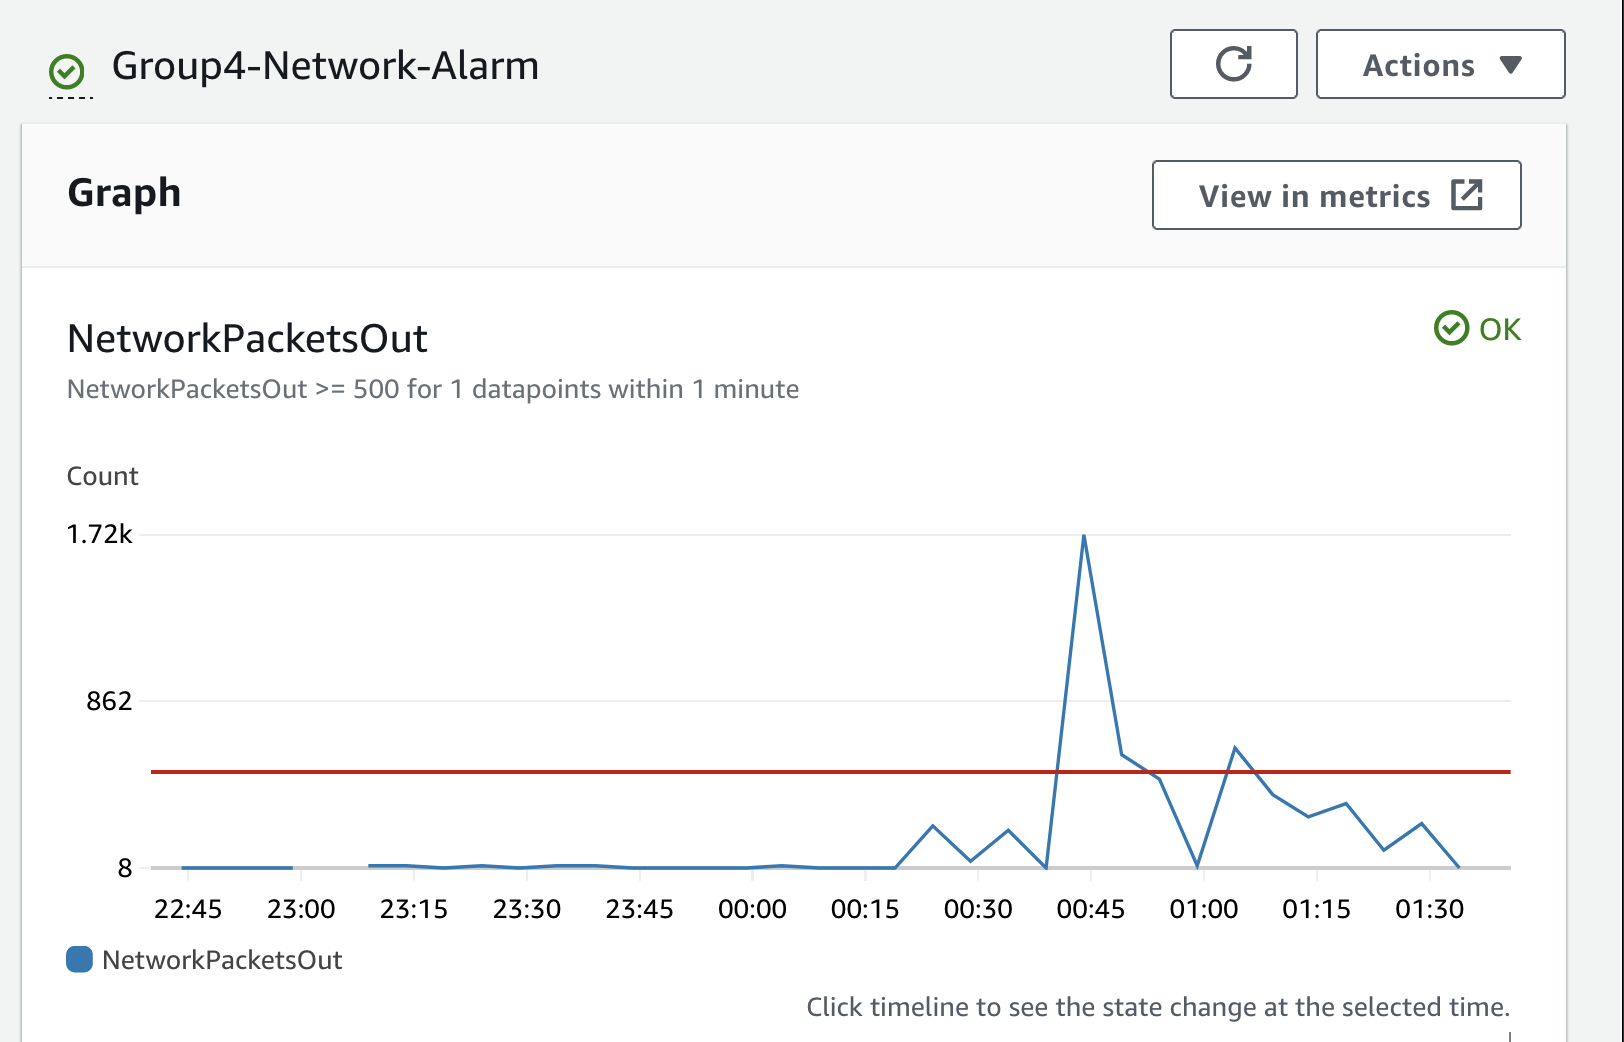 Group4-Network-Alarm
Actions
Graph
View in metrics
NetworkPacketsOut
OK
NetworkPacketsOut >= 500 for 1 datapoints within 1 minute
Count
1.72k
862
8
22:45 23:00 23:15 23:30 23:45 00:00 00:15 00:30 00:45 01:00 01:15 01:30
NetworkPacketsOut
Click timeline to see the state change at the selected time.